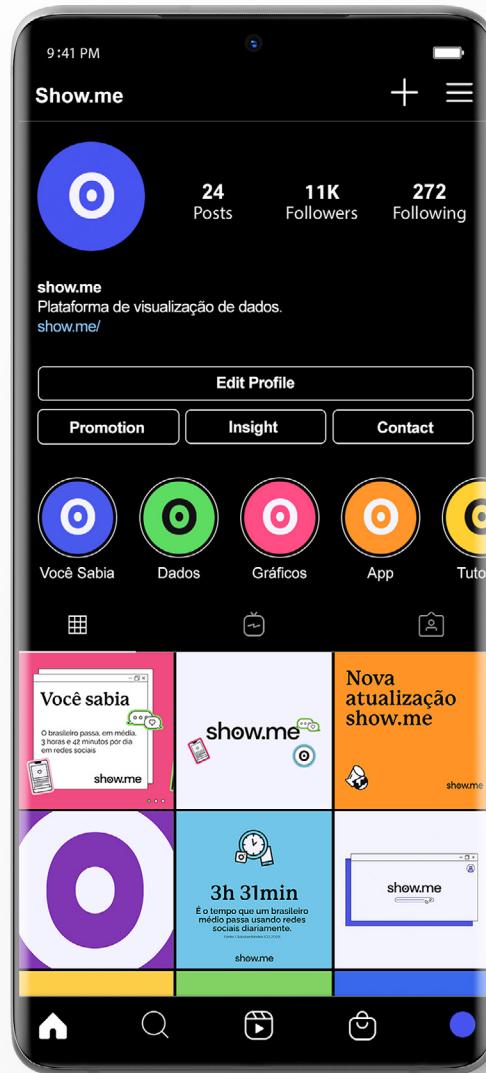 9:41 PM
Show.me
24
Posts
11K
Followers
272
Following
show.me
Plataforma de visualização de dados.
show.me/
Edit Profile
Promotion
Insight
Contact
Você Sabia
Dados
Gráficos
App
Tuto
Você sabia
O brasileiro passa, em média,
3 horas e 42 minutos por dia
em redes sociais
show.me
show.me
Nova
atualização
show.me
show.me
3h 31min
É o tempo que um brasileiro
médio passa usando redes
sociais diariamente.
show.me
show.me